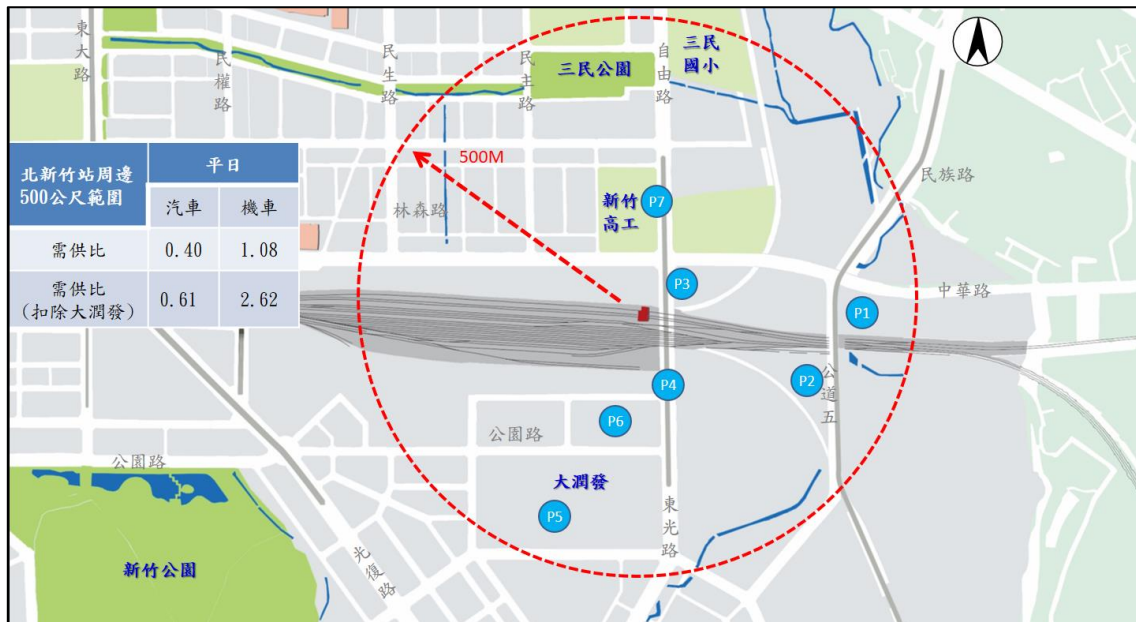 東大路
民權路
民生路
民主路
自由路
三民國小
三民公園
500M
民族路
北新竹站周邊
500公尺範圍
平日
汽車
機車
需供比
0.40
1.08
需供比
(扣除大潤發)
0.61
2.62
林森路
新竹
高工
P7
P3
中華路
P1
P4
P2
公道五
P6
公園路
公園路
大潤發
P5
東光路
光復路
新竹公園